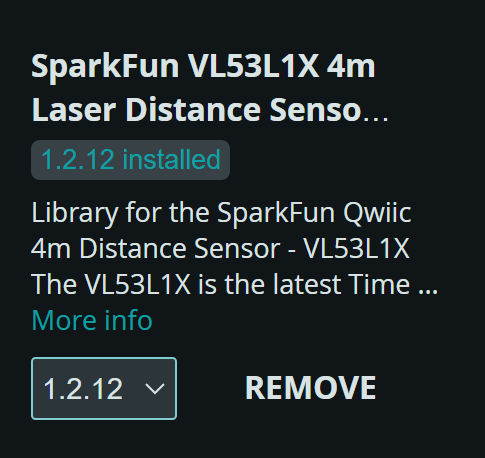 SparkFun VL53L1X 4m
Laser Distance Senso...
1.2.12 installed
Library for the SparkFun Qwiic
4m Distance Sensor - VL53L1X
The VL53L1X is the latest Time ...
More info
1.2.12
REMOVE